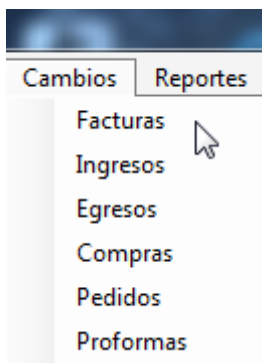 Cambios Reportes
Facturas
Ingresos
Egresos
Compras
Pedidos
Proformas